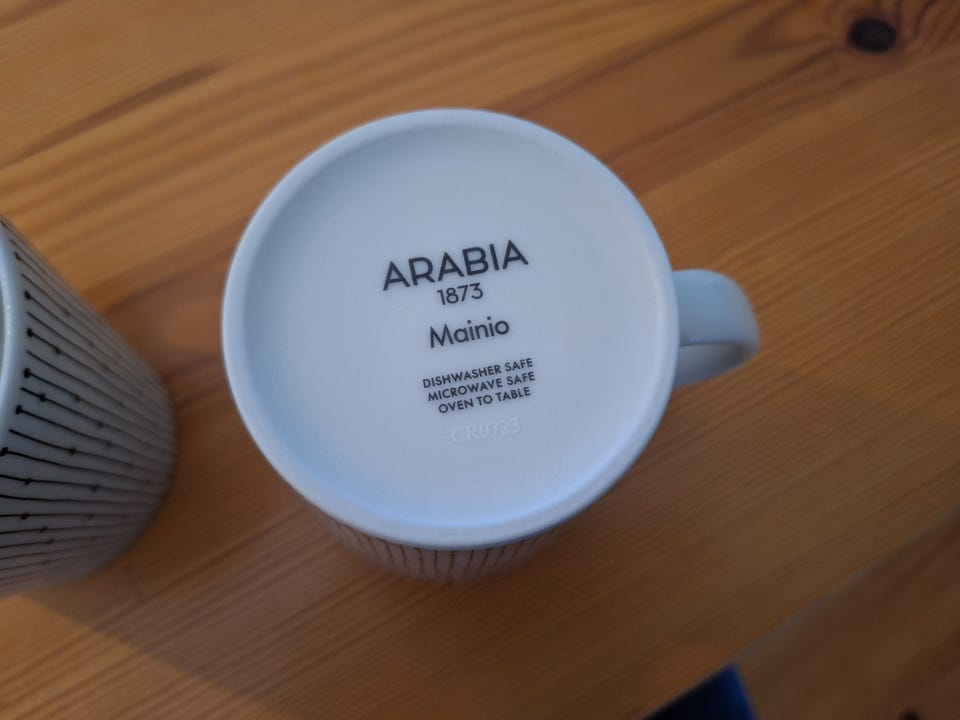 ARABIA
1873
Mainio
DISHWASHER SAFE
MICROWAVE SAFE
OVEN TO TABLE
CR0723